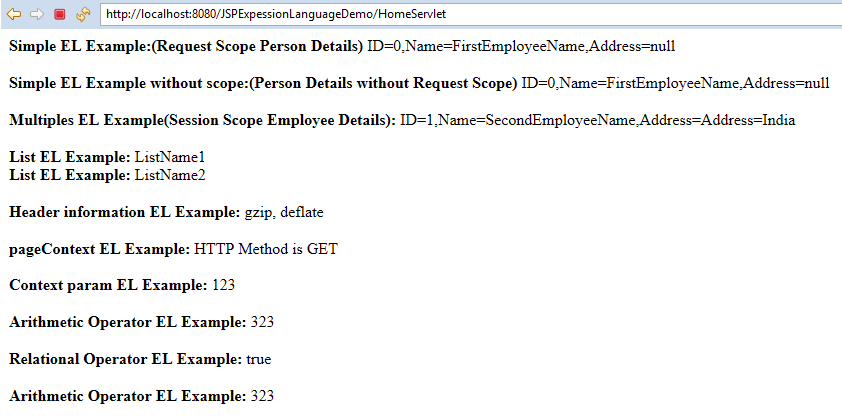 http://localhost:8080/JSPExpessionLanguageDemo/HomeServlet
Simple EL Example:(Request Scope Person Details) ID=0,Name=FirstEmployeeName,Address=null
Simple EL Example without scope:(Person Details without Request Scope) ID=0,Name=FirstEmployeeName,Address=null
Multiples EL Example(Session Scope Employee Details): ID=1,Name=SecondEmployeeName,Address=Address=India
List EL Example: ListName1
List EL Example: ListName2
Header information EL Example: gzip, deflate
pageContext EL Example: HTTP Method is GET
Context param EL Example: 123
Arithmetic Operator EL Example: 323
Relational Operator EL Example: true
Arithmetic Operator EL Example: 323